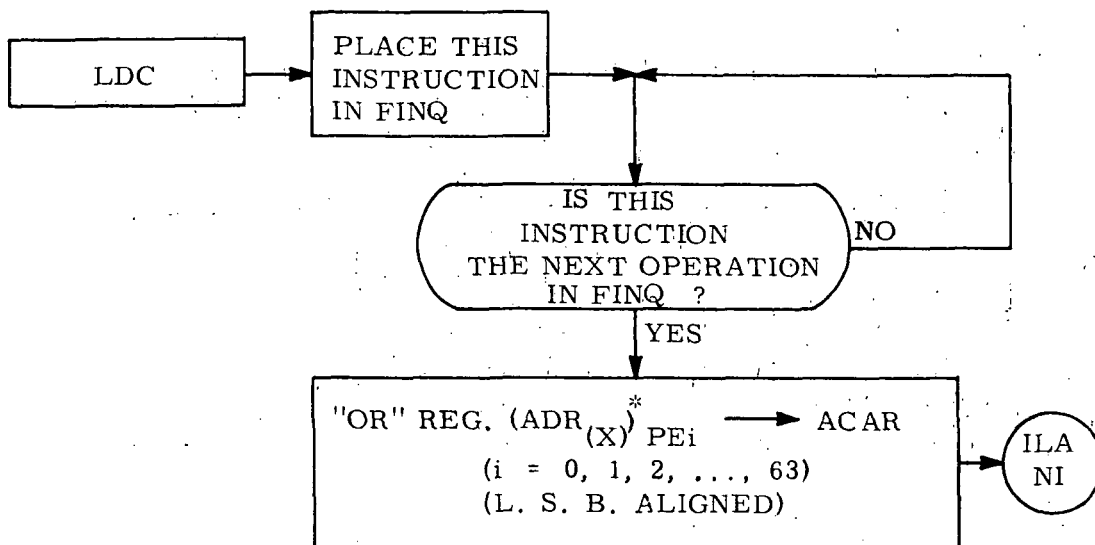 LDC
PLACE THIS
INSTRUCTION
IN FINQ
IS THIS
INSTRUCTION
THE NEXT OPERATION
IN FINQ ?
NO
YES
"OR" REG. (ADR(X))*PEi → ACAR
(i = 0, 1, 2, ..., 63)
(L. S. B. ALIGNED)
ILA
NI